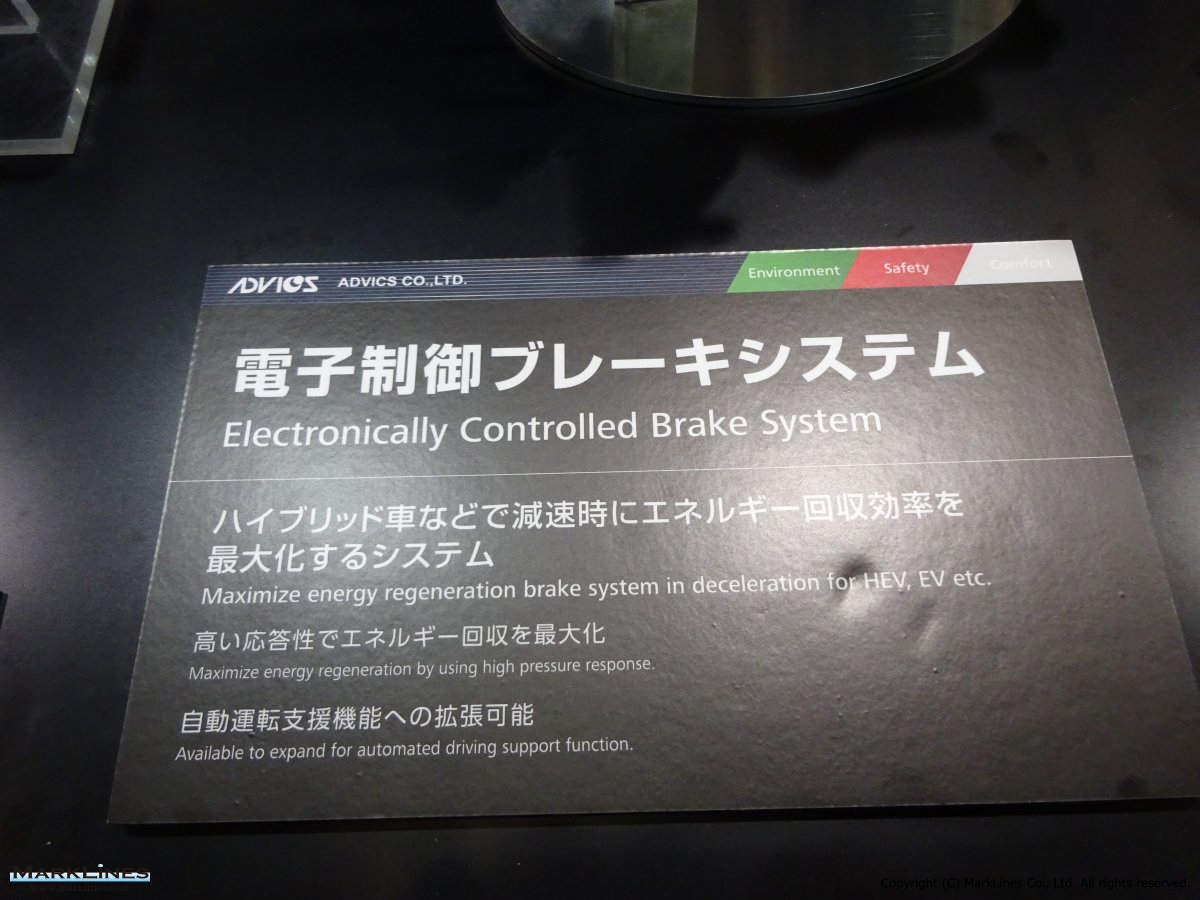 ADVICS ADVICS CO.,LTD. Environment Safety Comfort
電子制御ブレーキシステム
Electronically Controlled Brake System
ハイブリッド車などで減速時にエネルギー回収効率を
最大化するシステム
Maximize energy regeneration brake system in deceleration for HEV, EV etc.
高い応答性でエネルギー回収を最大化
Maximize energy regeneration by using high pressure response.
自動運転支援機能への拡張可能
Available to expand for automated driving support function.
MARKLINES
www.marklines.com
Copyright (C) MarkLines Co., Ltd. All rights reserved.